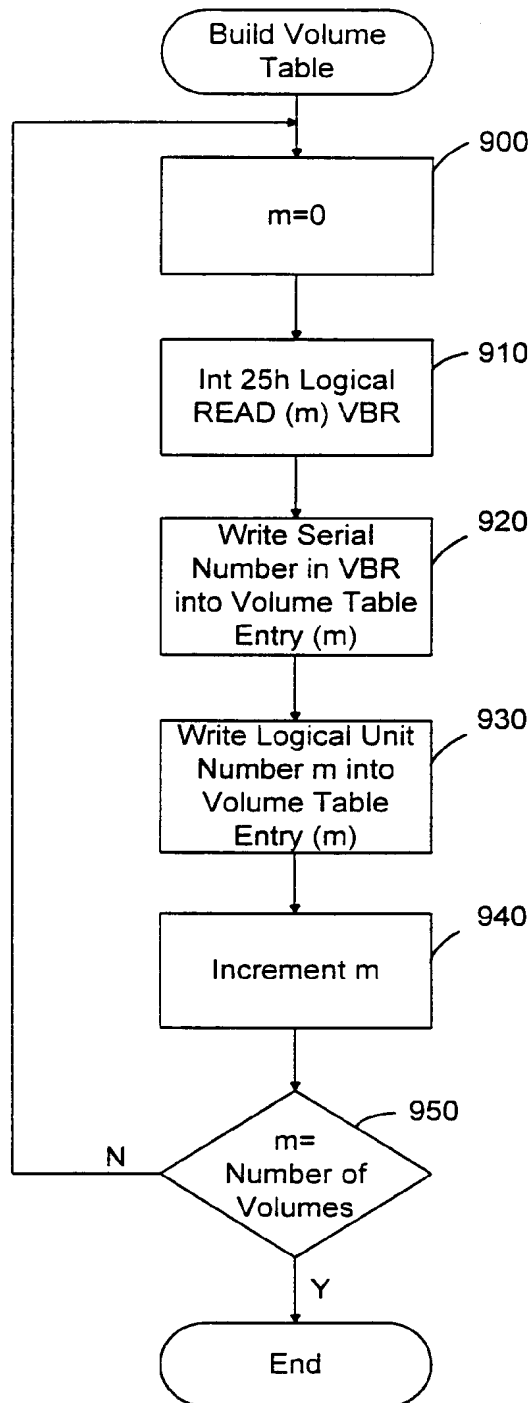 Build Volume
Table
900
m=0
910
Int 25h Logical
READ (m) VBR
920
Write Serial
Number in VBR
into Volume Table
Entry (m)
930
Write Logical Unit
Number m into
Volume Table
Entry (m)
940
Increment m
950
m=
Number of
Volumes
N
Y
End